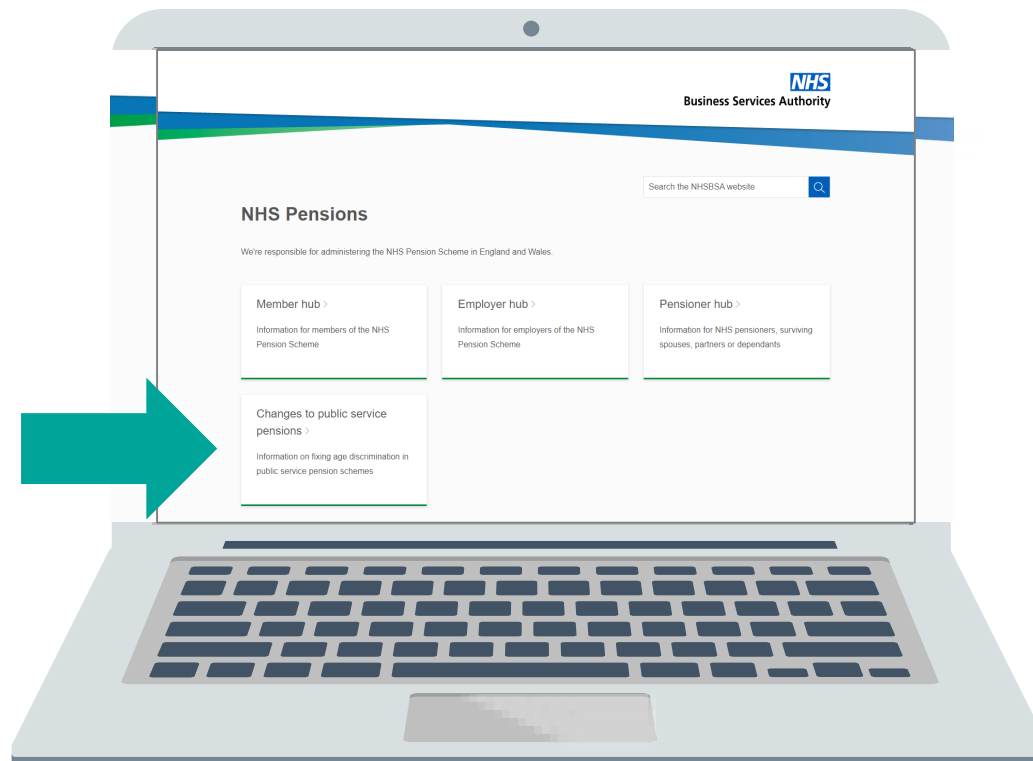 NHS
Business Services Authority
Search the NHSBSA website
NHS Pensions
We're responsible for administering the NHS Pension Scheme in England and Wales.
Member hub >
Information for members of the NHS
Pension Scheme
Employer hub >
Information for employers of the NHS
Pension Scheme
Pensioner hub >
Information for NHS pensioners, surviving
spouses, partners or dependants
Changes to public service
pensions >
Information on fixing age discrimination in
public service pension schemes